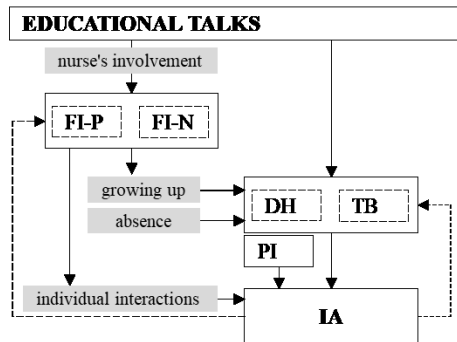 EDUCATIONAL TALKS
nurse's involvement
FI-P FI-N
growing up
absence
DH TB
PI
individual interactions
IA